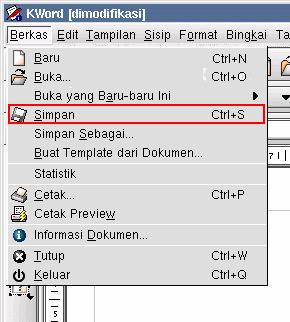 KWord [dimodifikasi]
Berkas Edit Tampilan Sisip Format Bingkai Ta
Baru Ctrl+N
Buka... Ctrl+O
Buka yang Baru-baru Ini
Simpan Ctrl+S
Simpan Sebagai...
Buat Template dari Dokumen...
Statistik
Cetak... Ctrl+P
Cetak Preview
Informasi Dokumen...
Tutup Ctrl+W
Keluar Ctrl+Q